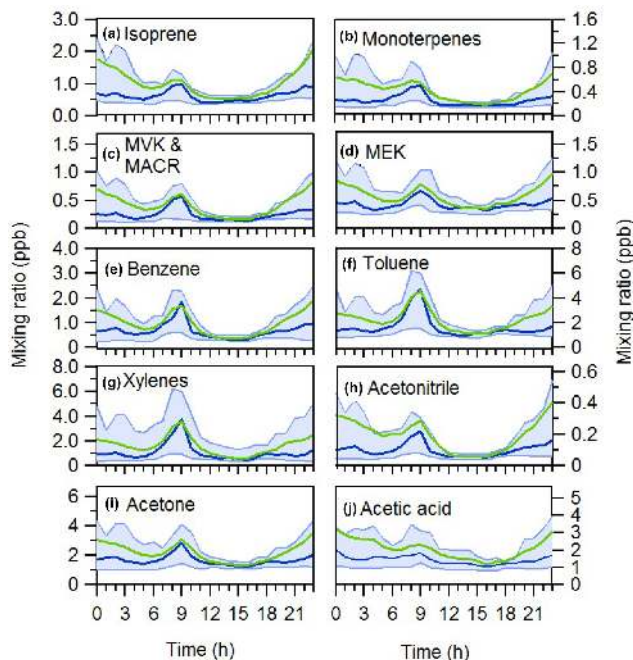 (a) Isoprene
3.0
2.0
1.0
0.0
(b) Monoterpenes
1.6
1.2
0.8
0.4
0
(c) MVK &
MACR
1.5
1.0
0.5
0.0
(d) MEK
1.5
1.0
0.5
0
(e) Benzene
4.0
3.0
2.0
1.0
0.0
(f) Toluene
8
6
4
2
0
(g) Xylenes
8.0
6.0
4.0
2.0
0
(h) Acetonitrile
0.6
0.4
0.2
0
(i) Acetone
6
4
2
0
(j) Acetic acid
5
4
3
2
1
0
Mixing ratio (ppb)
Mixing ratio (ppb)
0 3 6 9 12 15 18 21
0 3 6 9 12 15 18 21
Time (h)
Time (h)